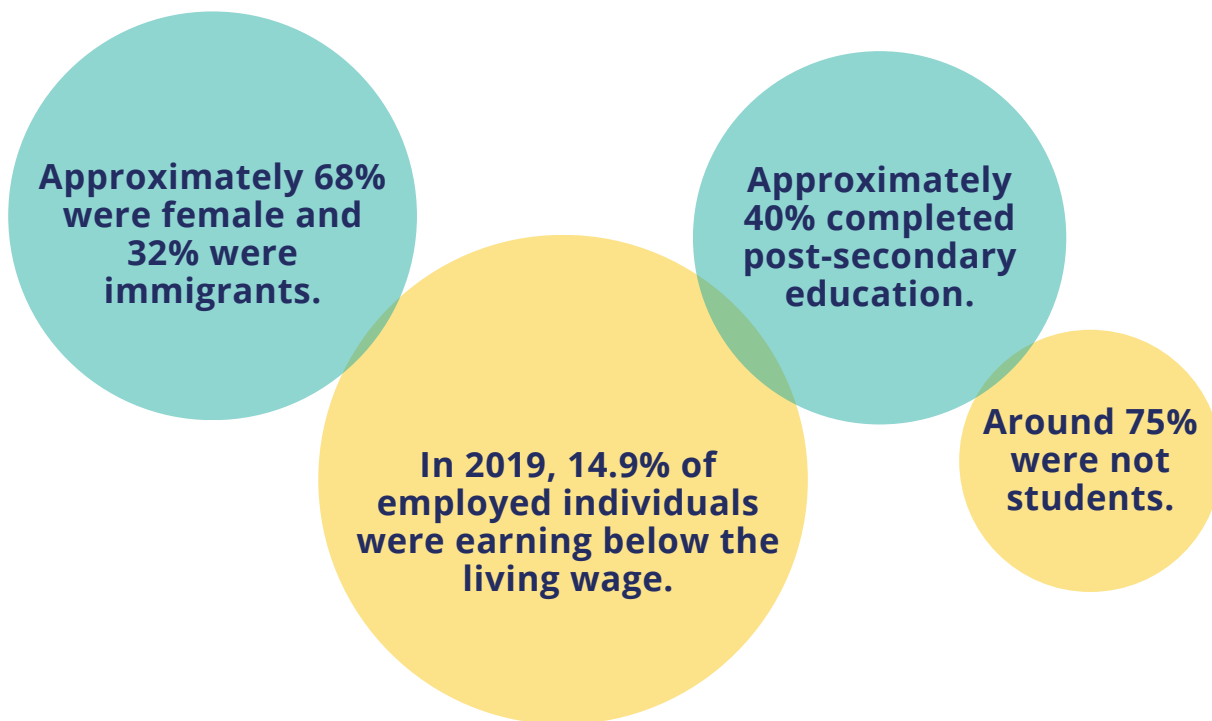 Approximately 68%
were female and
32% were
immigrants.
In 2019, 14.9% of
employed individuals
were earning below the
living wage.
Approximately
40% completed
post-secondary
education.
Around 75%
were not
students.